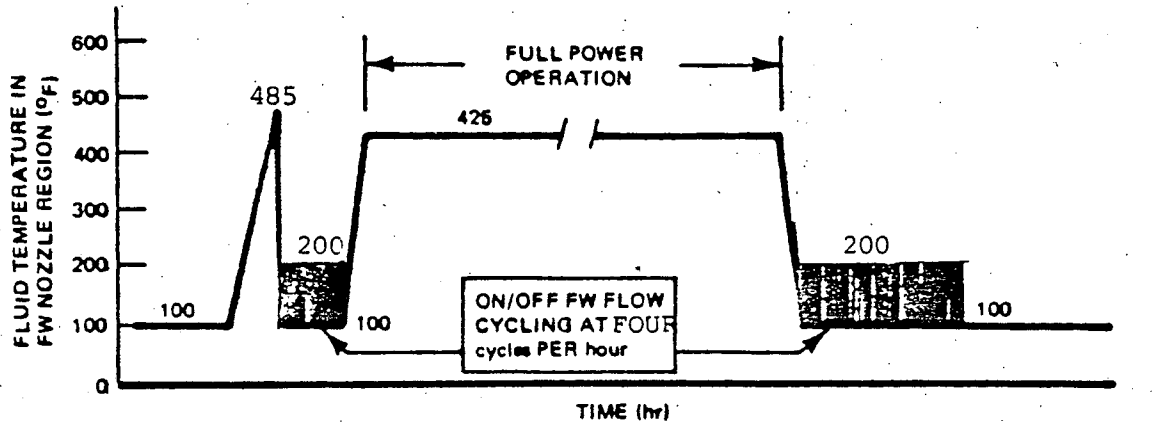 FLUID TEMPERATURE IN
FW NOZZLE REGION (°F)
600
500
400
300
200
100
0
485
FULL POWER
OPERATION
425
200
200
100
100
100
ON/OFF FW FLOW
CYCLING AT FOUR
cycles PER hour
TIME (hr)